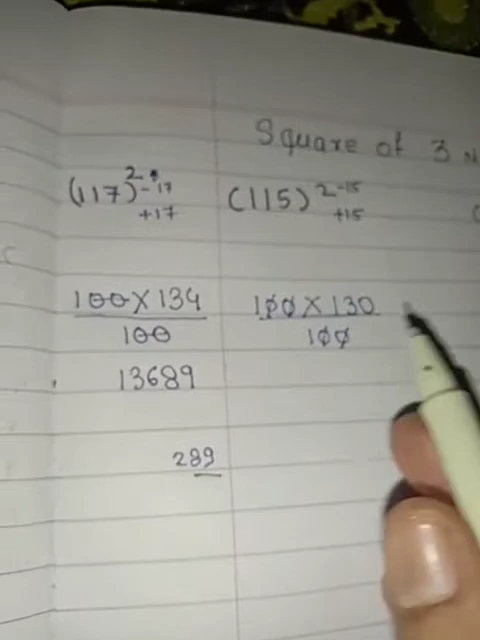 Square of 3
(117)² -17
+17
100 X 134
100
13689
289
(115)² -15
+15
100 X 130
100